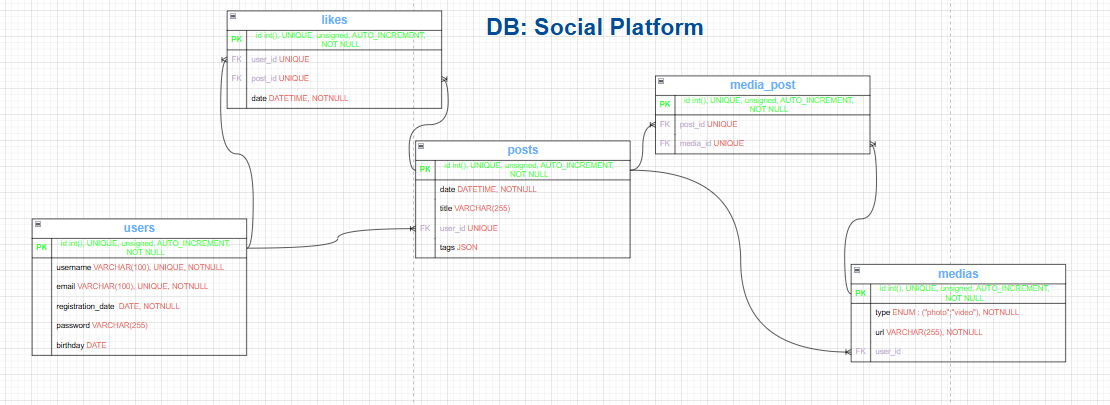 DB: Social Platform
likes
PK id int(), UNIQUE, unsigned, AUTO_INCREMENT,
NOT NULL
FK user_id UNIQUE
FK post_id UNIQUE
date DATETIME, NOTNULL
media_post
PK id int(), UNIQUE, unsigned, AUTO_INCREMENT,
NOT NULL
FK post_id UNIQUE
FK media_id UNIQUE
posts
PK id int(), UNIQUE, unsigned, AUTO_INCREMENT,
NOT NULL
date DATETIME, NOTNULL
title VARCHAR(255)
FK user_id UNIQUE
tags JSON
users
PK id int(), UNIQUE, unsigned, AUTO_INCREMENT,
NOT NULL
username VARCHAR(100), UNIQUE, NOTNULL
email VARCHAR(100), UNIQUE, NOTNULL
registration_date DATE, NOTNULL
password VARCHAR(255)
birthday DATE
medias
PK id int(), UNIQUE, unsigned, AUTO_INCREMENT,
NOT NULL
type ENUM : ("photo";"video"), NOTNULL
url VARCHAR(255), NOTNULL
FK user_id